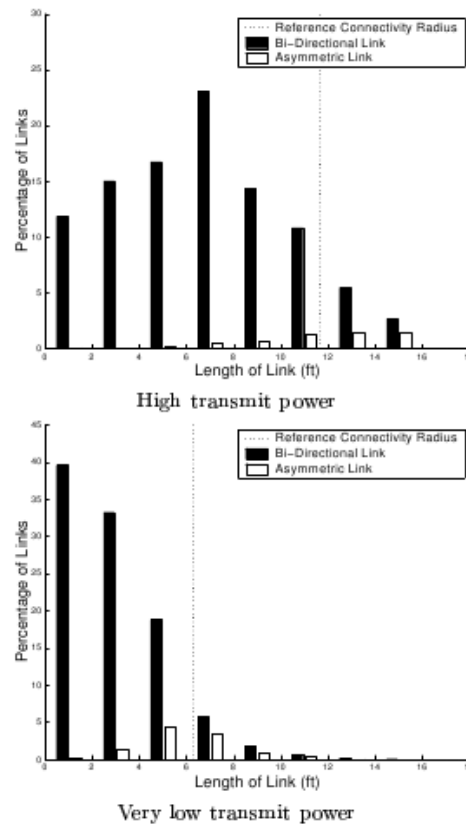 30
25
20
15
10
5
0
Percentage of Links
Reference Connectivity Radius
Bi-Directional Link
Asymmetric Link
0 2 4 6 8 10 12 14 16
Length of Link (ft)
High transmit power
45
40
35
30
25
20
15
10
5
0
Percentage of Links
Reference Connectivity Radius
Bi-Directional Link
Asymmetric Link
0 2 4 6 8 10 12 14 16
Length of Link (ft)
Very low transmit power